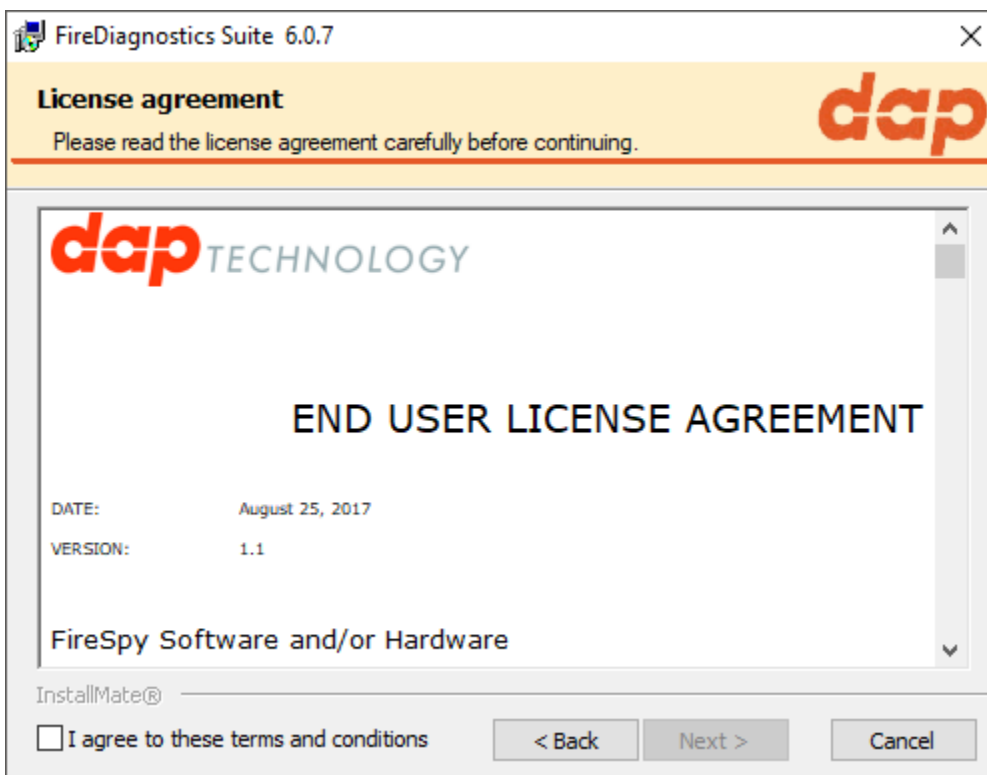 FireDiagnostics Suite 6.0.7
License agreement
Please read the license agreement carefully before continuing.
dap
dap TECHNOLOGY
END USER LICENSE AGREEMENT
DATE: August 25, 2017
VERSION: 1.1
FireSpy Software and/or Hardware
InstallMate®
I agree to these terms and conditions < Back Next > Cancel